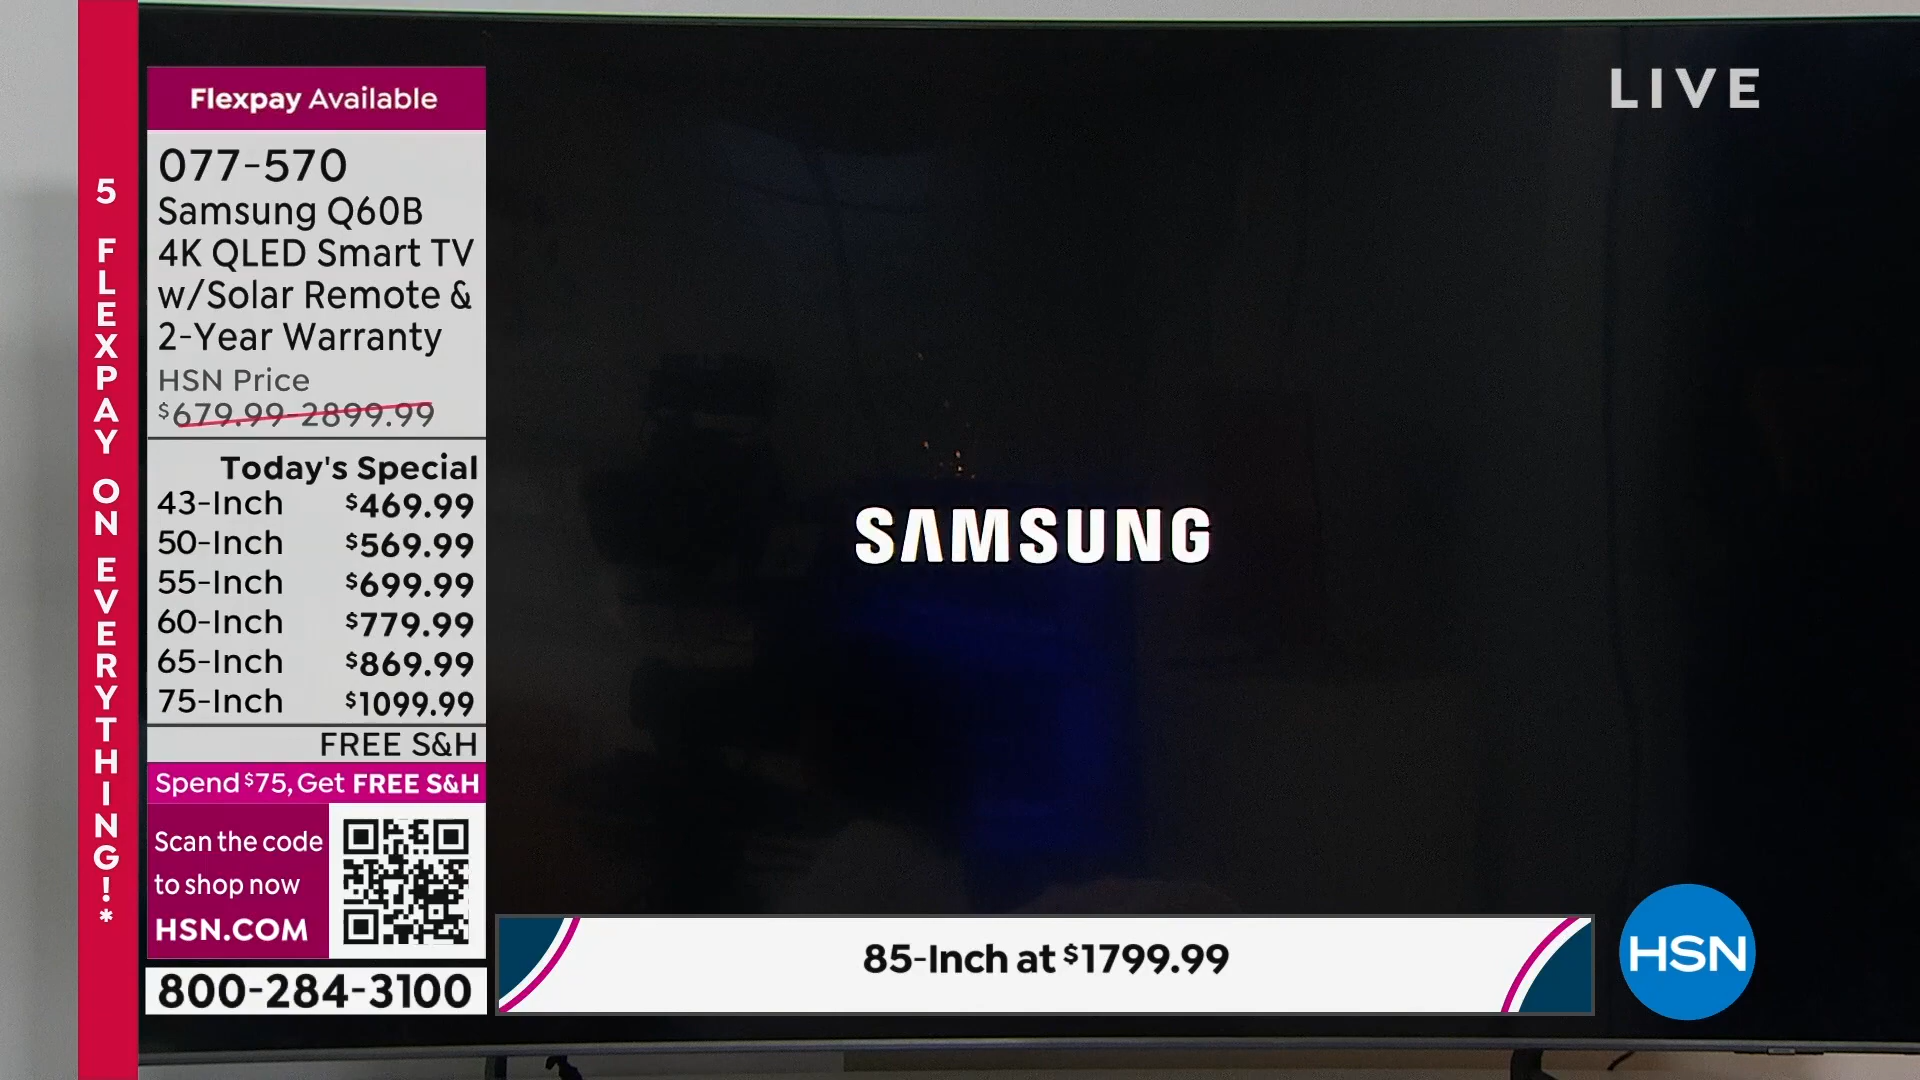 5 FLEXPAY ON EVERYTHING!*
Flexpay Available
077-570
Samsung Q60B
4K QLED Smart TV
w/Solar Remote &
2-Year Warranty
HSN Price
$679.99-2899.99
Today's Special
43-Inch $469.99
50-Inch $569.99
55-Inch $699.99
60-Inch $779.99
65-Inch $869.99
75-Inch $1099.99
FREE S&H
Spend $75, Get FREE S&H
Scan the code
to shop now
HSN.COM
800-284-3100
LIVE
SAMSUNG
85-Inch at $1799.99
HSN